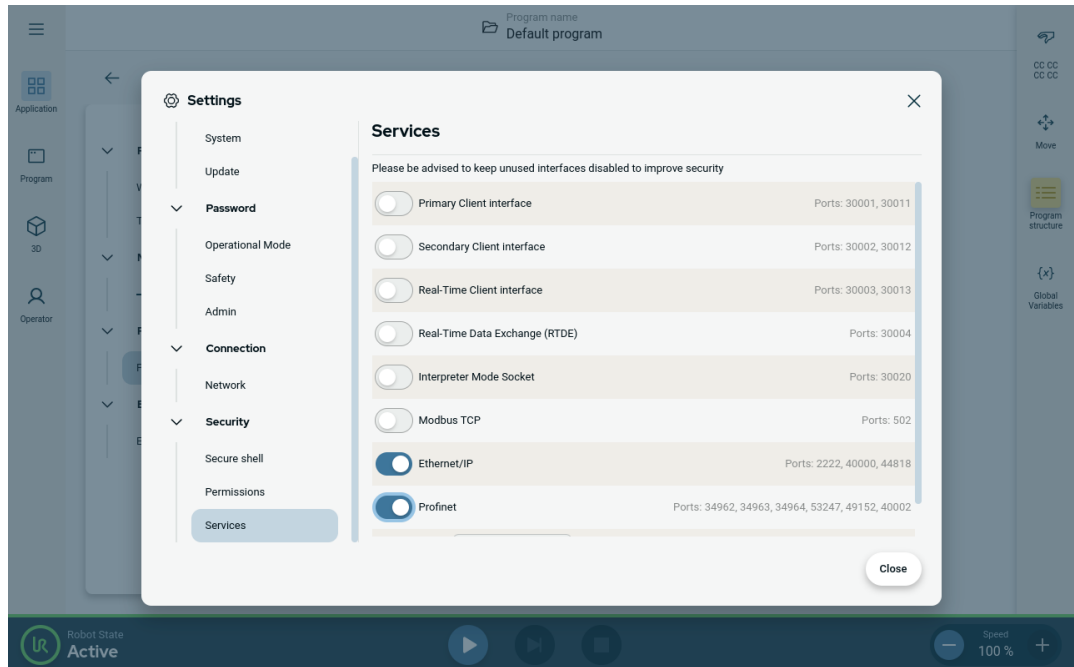 Program name
Default program
Application
Program
3D
Operator
Settings
System
Update
Password
Operational Mode
Safety
Admin
Connection
Network
Security
Secure shell
Permissions
Services
Services
Please be advised to keep unused interfaces disabled to improve security
Primary Client interface Ports: 30001, 30011
Secondary Client interface Ports: 30002, 30012
Real-Time Client interface Ports: 30003, 30013
Real-Time Data Exchange (RTDE) Ports: 30004
Interpreter Mode Socket Ports: 30020
Modbus TCP Ports: 502
Ethernet/IP Ports: 2222, 40000, 44818
Profinet Ports: 34962, 34963, 34964, 53247, 49152, 40002
Close
CC CC
CC CC
Move
Program
structure
{x}
Global
Variables
UR
Robot State
Active
Speed
100 %